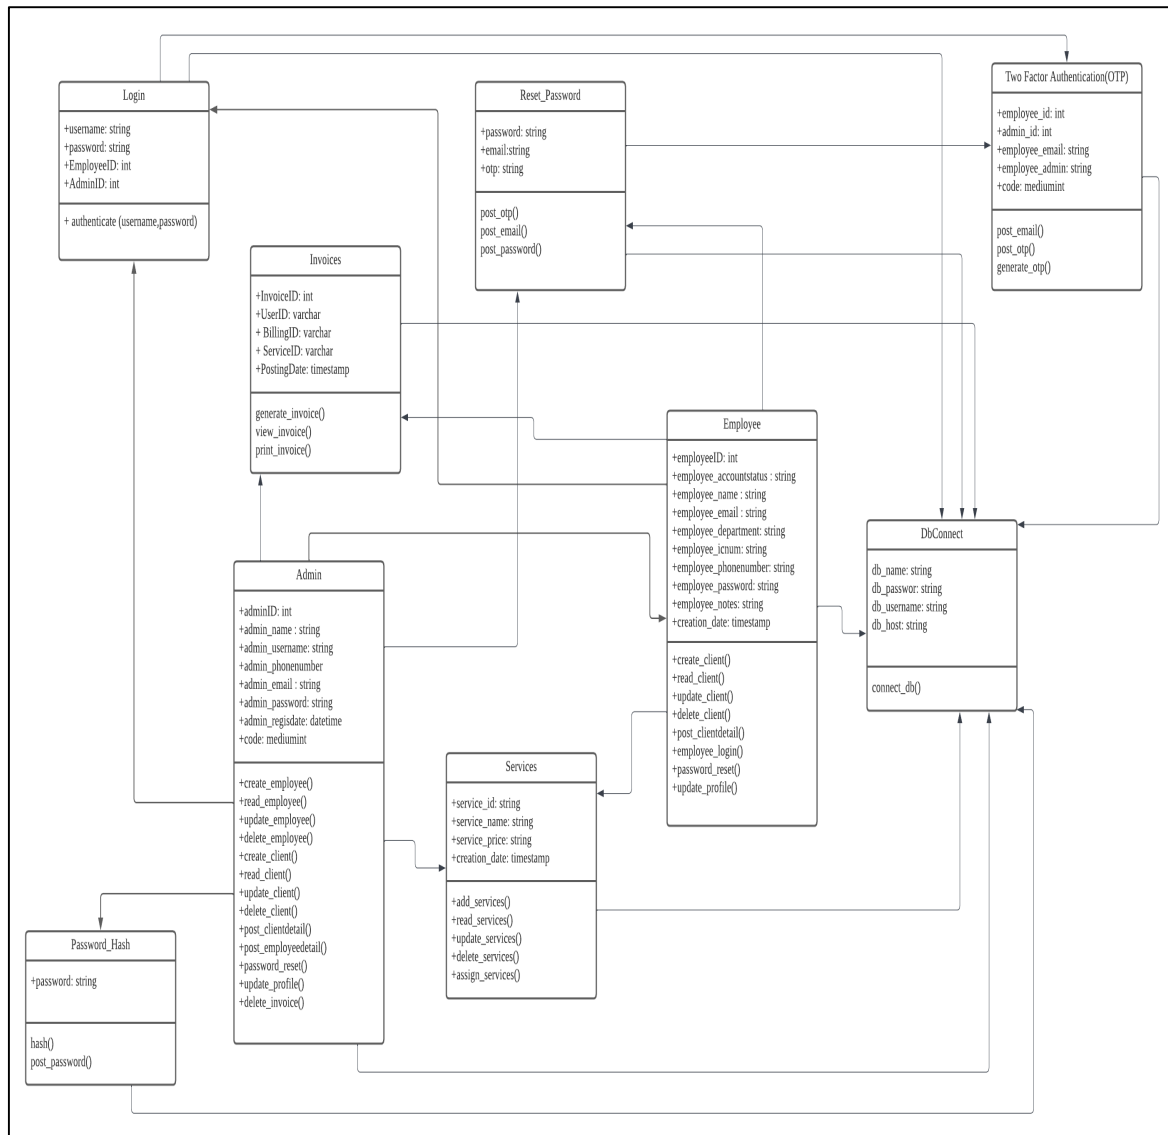 Login
+username: string
+password: string
+EmployeeID: int
+AdminID: int
+ authenticate (username,password)
Reset_Password
+password: string
+email:string
+otp: string
post_otp()
post_email()
post_password()
Two Factor Authentication(OTP)
+employee_id: int
+admin_id: int
+employee_email: string
+employee_admin: string
+code: mediumint
post_email()
post_otp()
generate_otp()
Invoices
+InvoiceID: int
+UserID: varchar
+ BillingID: varchar
+ ServiceID: varchar
+PostingDate: timestamp
generate_invoice()
view_invoice()
print_invoice()
Employee
+employeeID: int
+employee_accountstatus : string
+employee_name : string
+employee_email : string
+employee_department: string
+employee_icnum: string
+employee_phonenumber: string
+employee_password: string
+employee_notes: string
+creation_date: timestamp
+create_client()
+read_client()
+update_client()
+delete_client()
+post_clientdetail()
+employee_login()
+password_reset()
+update_profile()
DbConnect
db_name: string
db_passwor: string
db_username: string
db_host: string
connect_db()
Admin
+adminID: int
+admin_name : string
+admin_username: string
+admin_phonenumber
+admin_email : string
+admin_password: string
+admin_regisdate: datetime
+code: mediumint
+create_employee()
+read_employee()
+update_employee()
+delete_employee()
+create_client()
+read_client()
+update_client()
+delete_client()
+post_clientdetail()
+post_employeedetail()
+password_reset()
+update_profile()
+delete_invoice()
Services
+service_id: string
+service_name: string
+service_price: string
+creation_date: timestamp
+add_services()
+read_services()
+update_services()
+delete_services()
+assign_services()
Password_Hash
+password: string
hash()
post_password()